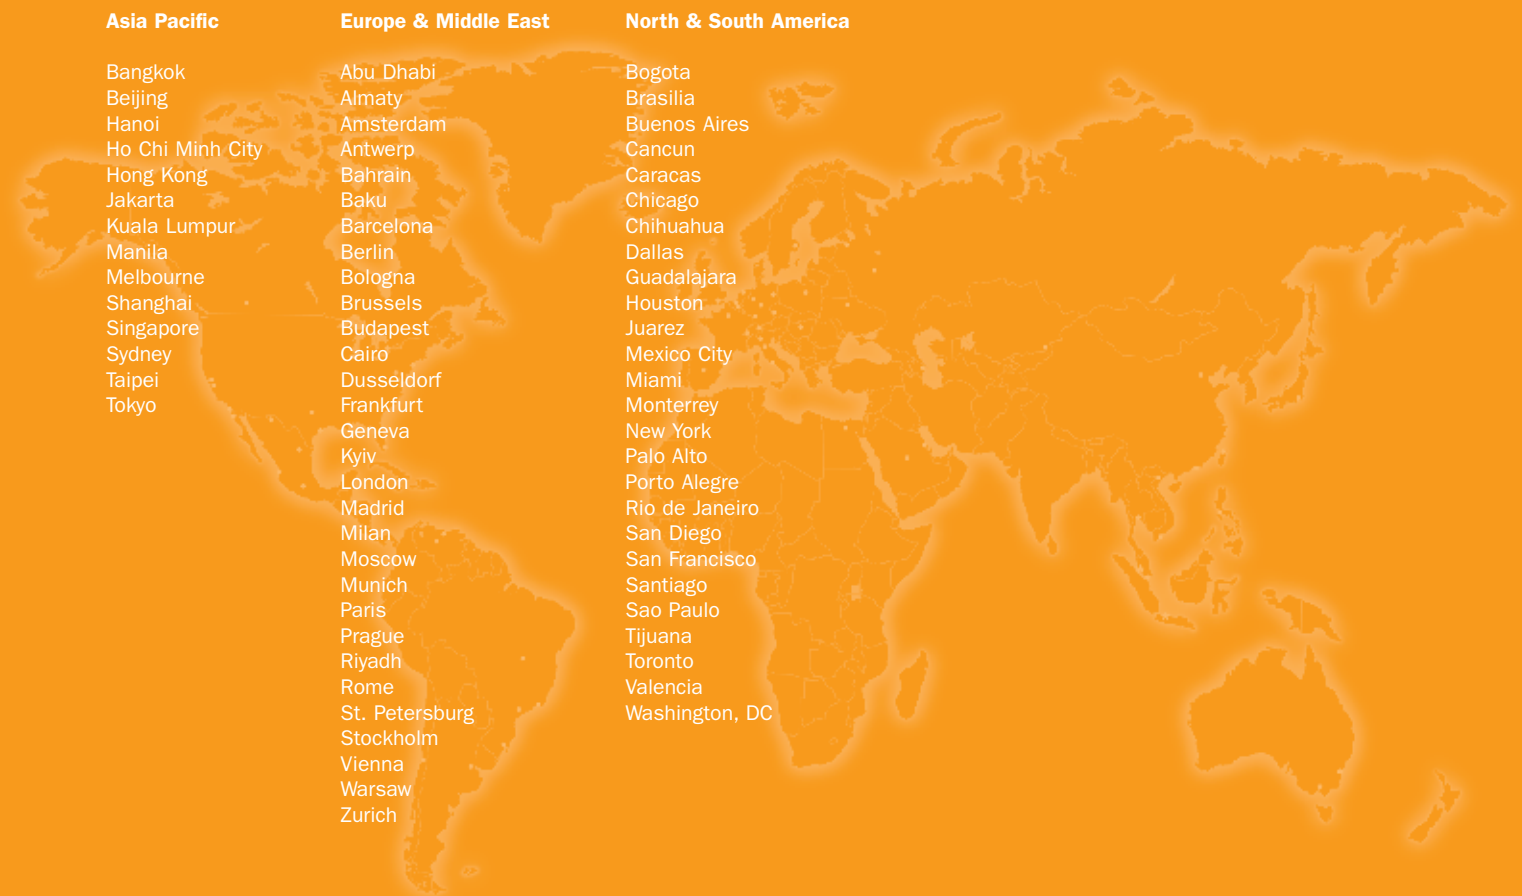 Asia Pacific
Bangkok
Beijing
Hanoi
Ho Chi Minh City
Hong Kong
Jakarta
Kuala Lumpur
Manila
Melbourne
Shanghai
Singapore
Sydney
Taipei
Tokyo
Europe & Middle East
Abu Dhabi
Almaty
Amsterdam
Antwerp
Bahrain
Baku
Barcelona
Berlin
Bologna
Brussels
Budapest
Cairo
Dusseldorf
Frankfurt
Geneva
Kyiv
London
Madrid
Milan
Moscow
Munich
Paris
Prague
Riyadh
Rome
St. Petersburg
Stockholm
Vienna
Warsaw
Zurich
North & South America
Bogota
Brasilia
Buenos Aires
Cancun
Caracas
Chicago
Chihuahua
Dallas
Guadalajara
Houston
Juarez
Mexico City
Miami
Monterrey
New York
Palo Alto
Porto Alegre
Rio de Janeiro
San Diego
San Francisco
Santiago
Sao Paulo
Tijuana
Toronto
Valencia
Washington, DC